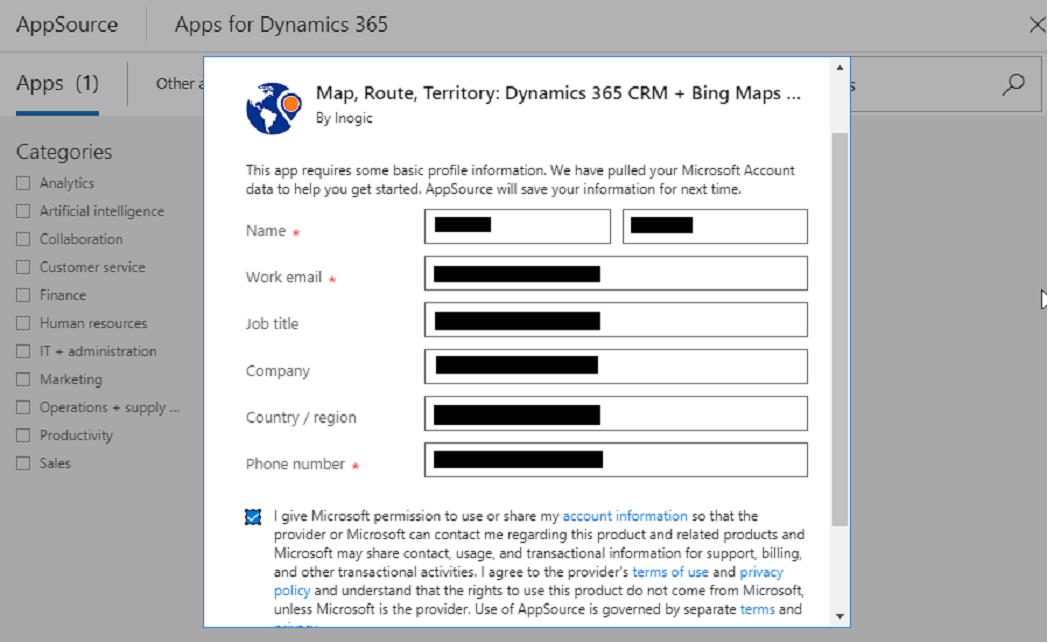 AppSource
Apps for Dynamics 365
Apps (1)
Other a
s
Categories
Analytics
Artificial intelligence
Collaboration
Customer service
Finance
Human resources
IT + administration
Marketing
Operations + supply ...
Productivity
Sales
Map, Route, Territory: Dynamics 365 CRM + Bing Maps ...
By Inogic
This app requires some basic profile information. We have pulled your Microsoft Account
data to help you get started. AppSource will save your information for next time.
Name *
Work email *
Job title
Company
Country / region
Phone number *
I give Microsoft permission to use or share my account information so that the
provider or Microsoft can contact me regarding this product and related products and
Microsoft may share contact, usage, and transactional information for support, billing,
and other transactional activities. I agree to the provider's terms of use and privacy
policy and understand that the rights to use this product do not come from Microsoft,
unless Microsoft is the provider. Use of AppSource is governed by separate terms and